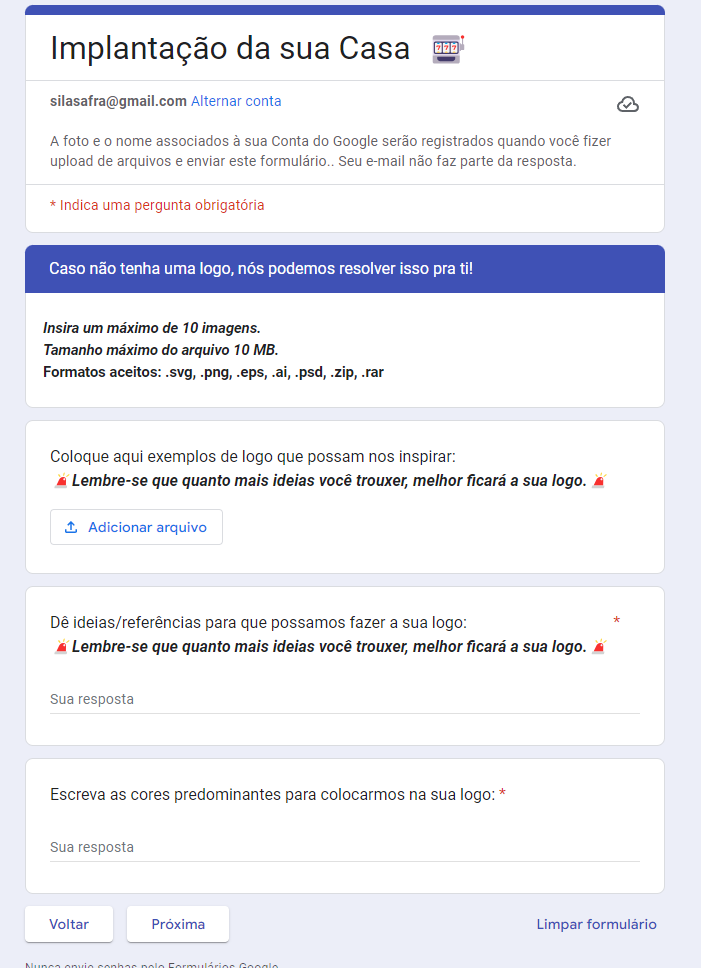 Implantação da sua Casa 🎰
silasafra@gmail.com Alternar conta
A foto e o nome associados à sua Conta do Google serão registrados quando você fizer
upload de arquivos e enviar este formulário.. Seu e-mail não faz parte da resposta.
* Indica uma pergunta obrigatória
Caso não tenha uma logo, nós podemos resolver isso pra ti!
Insira um máximo de 10 imagens.
Tamanho máximo do arquivo 10 MB.
Formatos aceitos: .svg, .png, .eps, .ai, .psd, .zip, .rar
Coloque aqui exemplos de logo que possam nos inspirar:
🚨Lembre-se que quanto mais ideias você trouxer, melhor ficará a sua logo. 🚨
Adicionar arquivo
Dê ideias/referências para que possamos fazer a sua logo: *
🚨Lembre-se que quanto mais ideias você trouxer, melhor ficará a sua logo. 🚨
Sua resposta
Escreva as cores predominantes para colocarmos na sua logo: *
Sua resposta
Voltar Próxima Limpar formulário
Nunca envie senhas pelo Formulários Google.